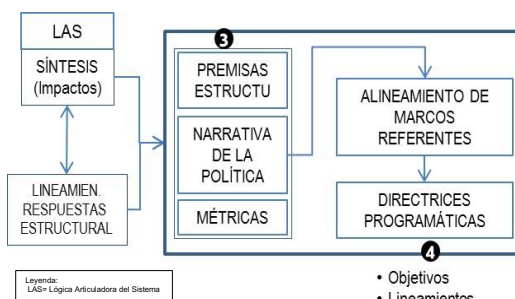 LAS
SÍNTESIS
(Impactos)
LINEAMIEN.
RESPUESTAS
ESTRUCTURAL
3
PREMISAS
ESTRUCTU
NARRATIVA
DE LA
POLÍTICA
MÉTRICAS
ALINEAMIENTO DE
MARCOS
REFERENTES
DIRECTRICES
PROGRAMÁTICAS
4
• Objetivos
• Lineamientos
Leyenda:
LAS= Lógica Articuladora del Sistema